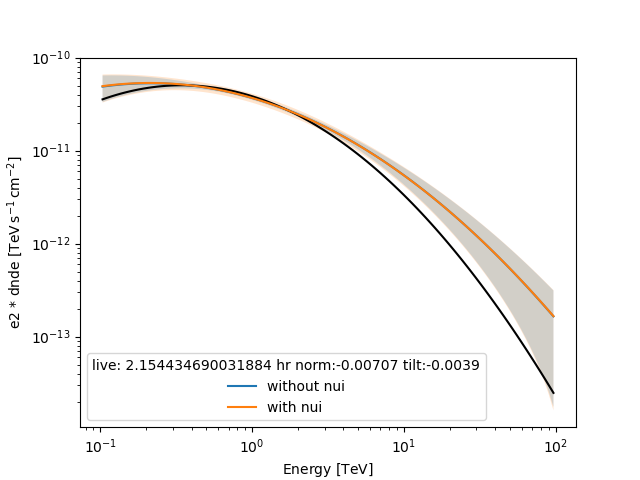 10⁻¹⁰
10⁻¹¹
10⁻¹²
10⁻¹³
e2 * dnde [TeV s⁻¹ cm⁻²]
live: 2.154434690031884 hr norm:-0.00707 tilt:-0.0039
without nui
with nui
10⁻¹ 10⁰ 10¹ 10²
Energy [TeV]